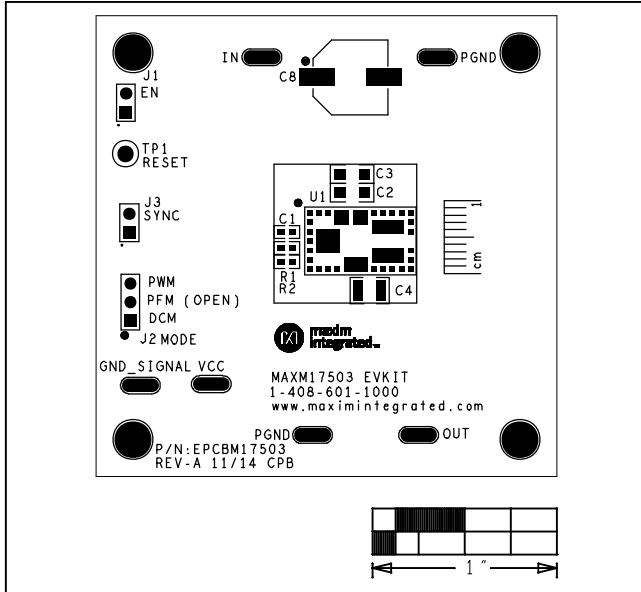 IN
PGND
C8
J1
EN
TP1
RESET
C3
C2
U1
J3
SYNC
C1
1
cm
R1
R2
C4
PWM
PFM (OPEN)
DCM
J2 MODE
maxim
integrated™
GND_SIGNAL VCC
MAXM17503 EVKIT
1-408-601-1000
www.maximintegrated.com
PGND
OUT
P/N:EPCBM17503
REV-A 11/14 CPB
1 "